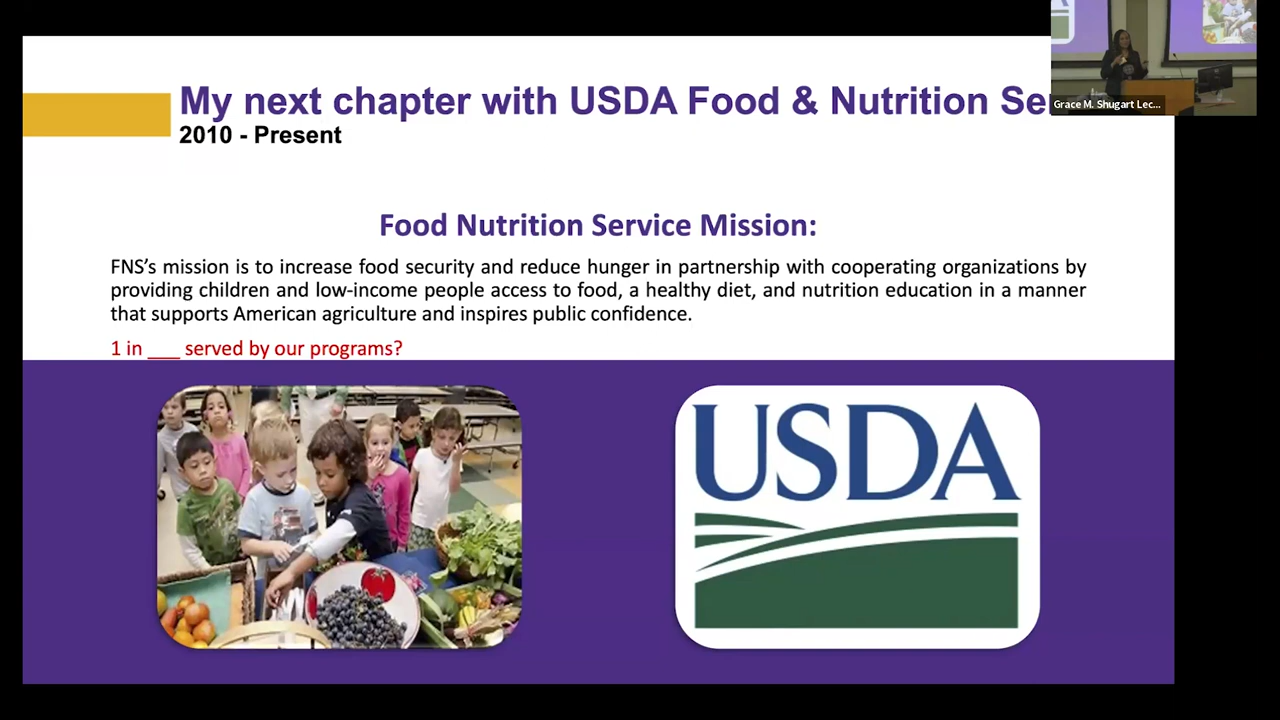 My next chapter with USDA Food & Nutrition Se
2010 - Present
Grace M. Shugart Lec...
Food Nutrition Service Mission:
FNS's mission is to increase food security and reduce hunger in partnership with cooperating organizations by
providing children and low-income people access to food, a healthy diet, and nutrition education in a manner
that supports American agriculture and inspires public confidence.
1 in ___ served by our programs?
USDA